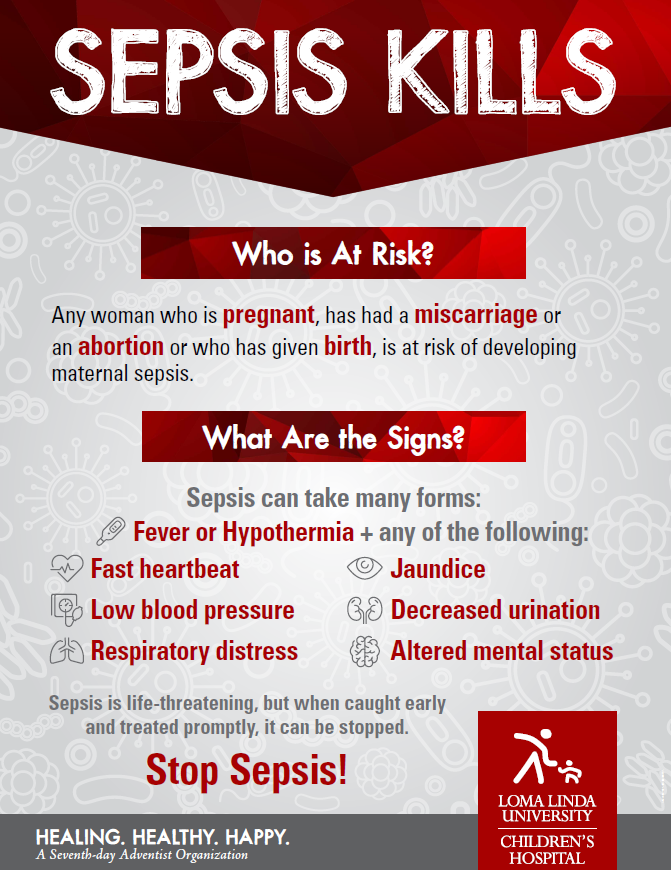 SEPSIS KILLS
Who is At Risk?
Any woman who is pregnant, has had a miscarriage or
an abortion or who has given birth, is at risk of developing
maternal sepsis.
What Are the Signs?
Sepsis can take many forms:
Fever or Hypothermia + any of the following:
Fast heartbeat
Jaundice
Low blood pressure
Decreased urination
Respiratory distress
Altered mental status
Sepsis is life-threatening, but when caught early
and treated promptly, it can be stopped.
Stop Sepsis!
LOMA LINDA
UNIVERSITY
CHILDREN'S
HOSPITAL
HEALING. HEALTHY. HAPPY.
A Seventh-day Adventist Organization